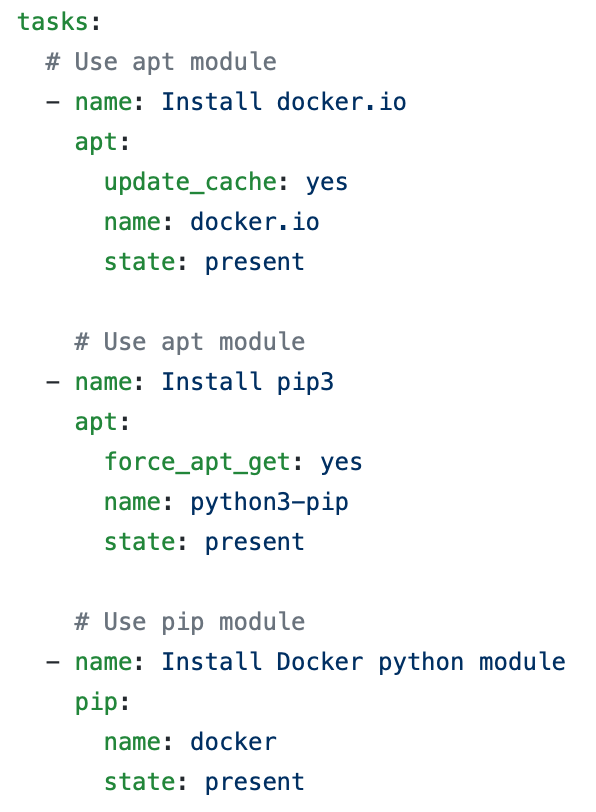 tasks:
  # Use apt module
  - name: Install docker.io
    apt:
      update_cache: yes
      name: docker.io
      state: present

    # Use apt module
  - name: Install pip3
    apt:
      force_apt_get: yes
      name: python3-pip
      state: present

    # Use pip module
  - name: Install Docker python module
    pip:
      name: docker
      state: present